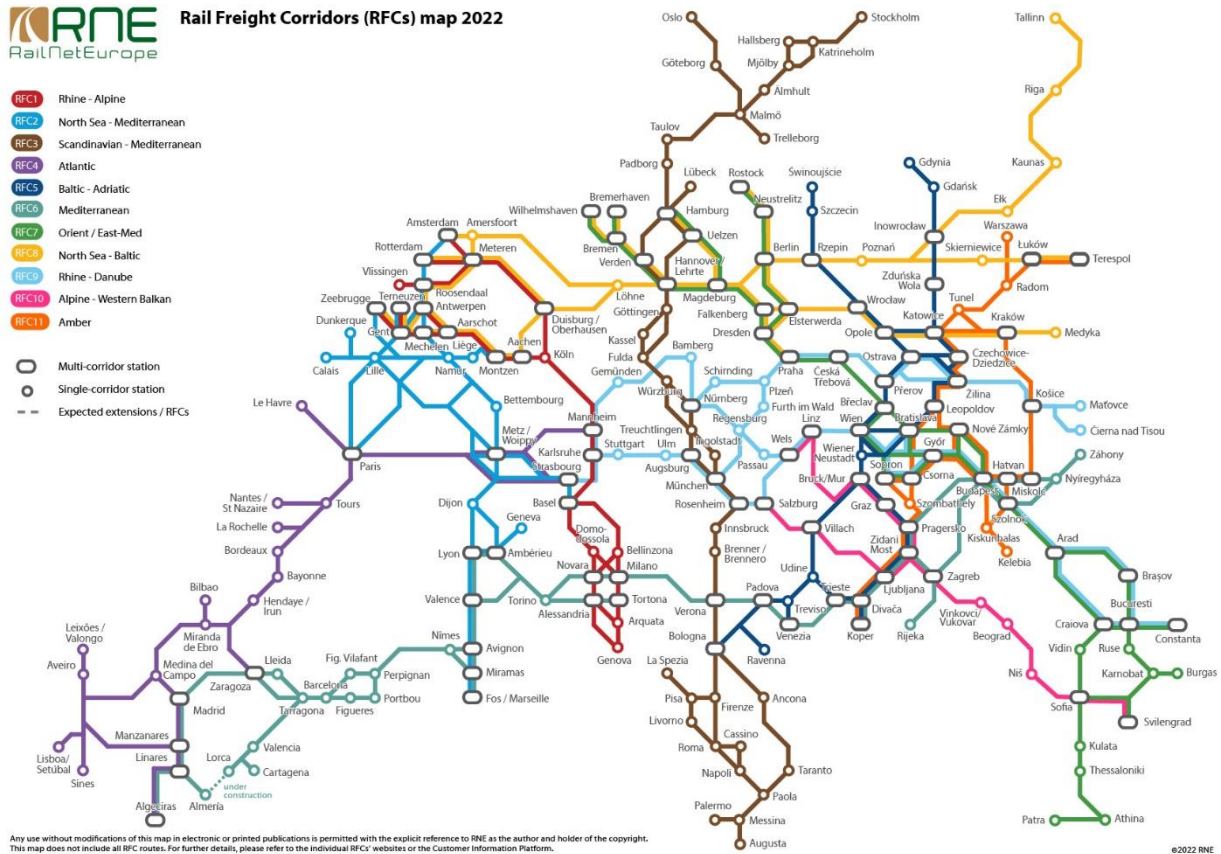 RNE
RailNetEurope
Rail Freight Corridors (RFCs) map 2022
RFC1 Rhine - Alpine
RFC2 North Sea - Mediterranean
RFC3 Scandinavian - Mediterranean
RFC4 Atlantic
RFC5 Baltic - Adriatic
RFC6 Mediterranean
RFC7 Orient / East-Med
RFC8 North Sea - Baltic
RFC9 Rhine - Danube
RFC10 Alpine - Western Balkan
RFC11 Amber
Multi-corridor station
Single-corridor station
Expected extensions / RFCs
Oslo
Stockholm
Tallinn
Hallsberg
Katrineholm
Göteborg
Mjölby
Älmhult
Riga
Malmö
Taulov
Trelleborg
Padborg
Kaunas
Lübeck
Rostock
Świnoujście
Gdynia
Gdańsk
Ełk
Bremerhaven
Wilhelmshaven
Hamburg
Neustrelitz
Szczecin
Inowrocław
Warszawa
Amsterdam
Amersfoort
Uelzen
Bremen
Verden
Hannover /
Lehrte
Berlin
Rzepin
Poznań
Skierniewice
Łuków
Terespol
Rotterdam
Meteren
Vlissingen
Roosendaal
Löhne
Magdeburg
Zduńska
Wola
Radom
Zeebrugge
Terneuzen
Antwerpen
Göttingen
Falkenberg
Wrocław
Tunel
Dunkerque
Gent
Aarschot
Duisburg /
Oberhausen
Dresden
Elsterwerda
Opole
Katowice
Kraków
Medyka
Mechelen
Liège
Aachen
Köln
Kassel
Fulda
Bamberg
Praha
Česká
Třebová
Ostrava
Czechowice-
Dziedzice
Calais
Lille
Namur
Montzen
Gemünden
Schirnding
Plzeň
Přerov
Žilina
Košice
Le Havre
Bettembourg
Würzburg
Nürnberg
Furth im Wald
Břeclav
Leopoldov
Maťovce
Mannheim
Regensburg
Linz
Wien
Bratislava
Nové Zámky
Čierna nad Tisou
Metz /
Woippy
Treuchtlingen
Ingolstadt
Wels
Győr
Záhony
Paris
Karlsruhe
Stuttgart
Ulm
Augsburg
Passau
Wiener
Neustadt
Sopron
Csorna
Hatvan
Strasbourg
München
Bruck/Mur
Budapest
Miskolc
Nyíregyháza
Nantes /
St Nazaire
Tours
Dijon
Basel
Rosenheim
Salzburg
Graz
Szombathely
Szolnok
Geneva
La Rochelle
Domo-
dossola
Innsbruck
Villach
Pragersko
Kiskunhalas
Bordeaux
Lyon
Ambérieu
Bellinzona
Brenner /
Brennero
Zidani
Most
Kelebia
Arad
Bayonne
Novara
Milano
Udine
Zagreb
Brașov
Bilbao
Hendaye /
Irun
Valence
Torino
Alessandria
Tortona
Verona
Padova
Trieste
Ljubljana
Bucuresti
Leixões /
Valongo
Miranda
de Ebro
Arquata
Treviso
Divača
Vinkovci/
Vukovar
Craiova
Constanta
Nîmes
Avignon
Genova
Bologna
Venezia
Koper
Rijeka
Beograd
Aveiro
Medina del
Campo
Lleida
Fig. Vilafant
Perpignan
Miramas
La Spezia
Ravenna
Vidin
Ruse
Zaragoza
Barcelona
Niš
Karnobat
Burgas
Madrid
Tarragona
Figueres
Portbou
Fos / Marseille
Pisa
Firenze
Ancona
Sofia
Svilengrad
Manzanares
Livorno
Lisboa/
Setúbal
Linares
Lorca
Valencia
Roma
Cassino
Kulata
Sines
Cartagena
Napoli
Taranto
Thessaloniki
under
construction
Algeciras
Almería
Palermo
Paola
Messina
Patra
Athina
Augusta
Any use without modifications of this map in electronic or printed publications is permitted with the explicit reference to RNE as the author and holder of the copyright.
This map does not include all RFC routes. For further details, please refer to the individual RFCs' websites or the Customer Information Platform.
©2022 RNE